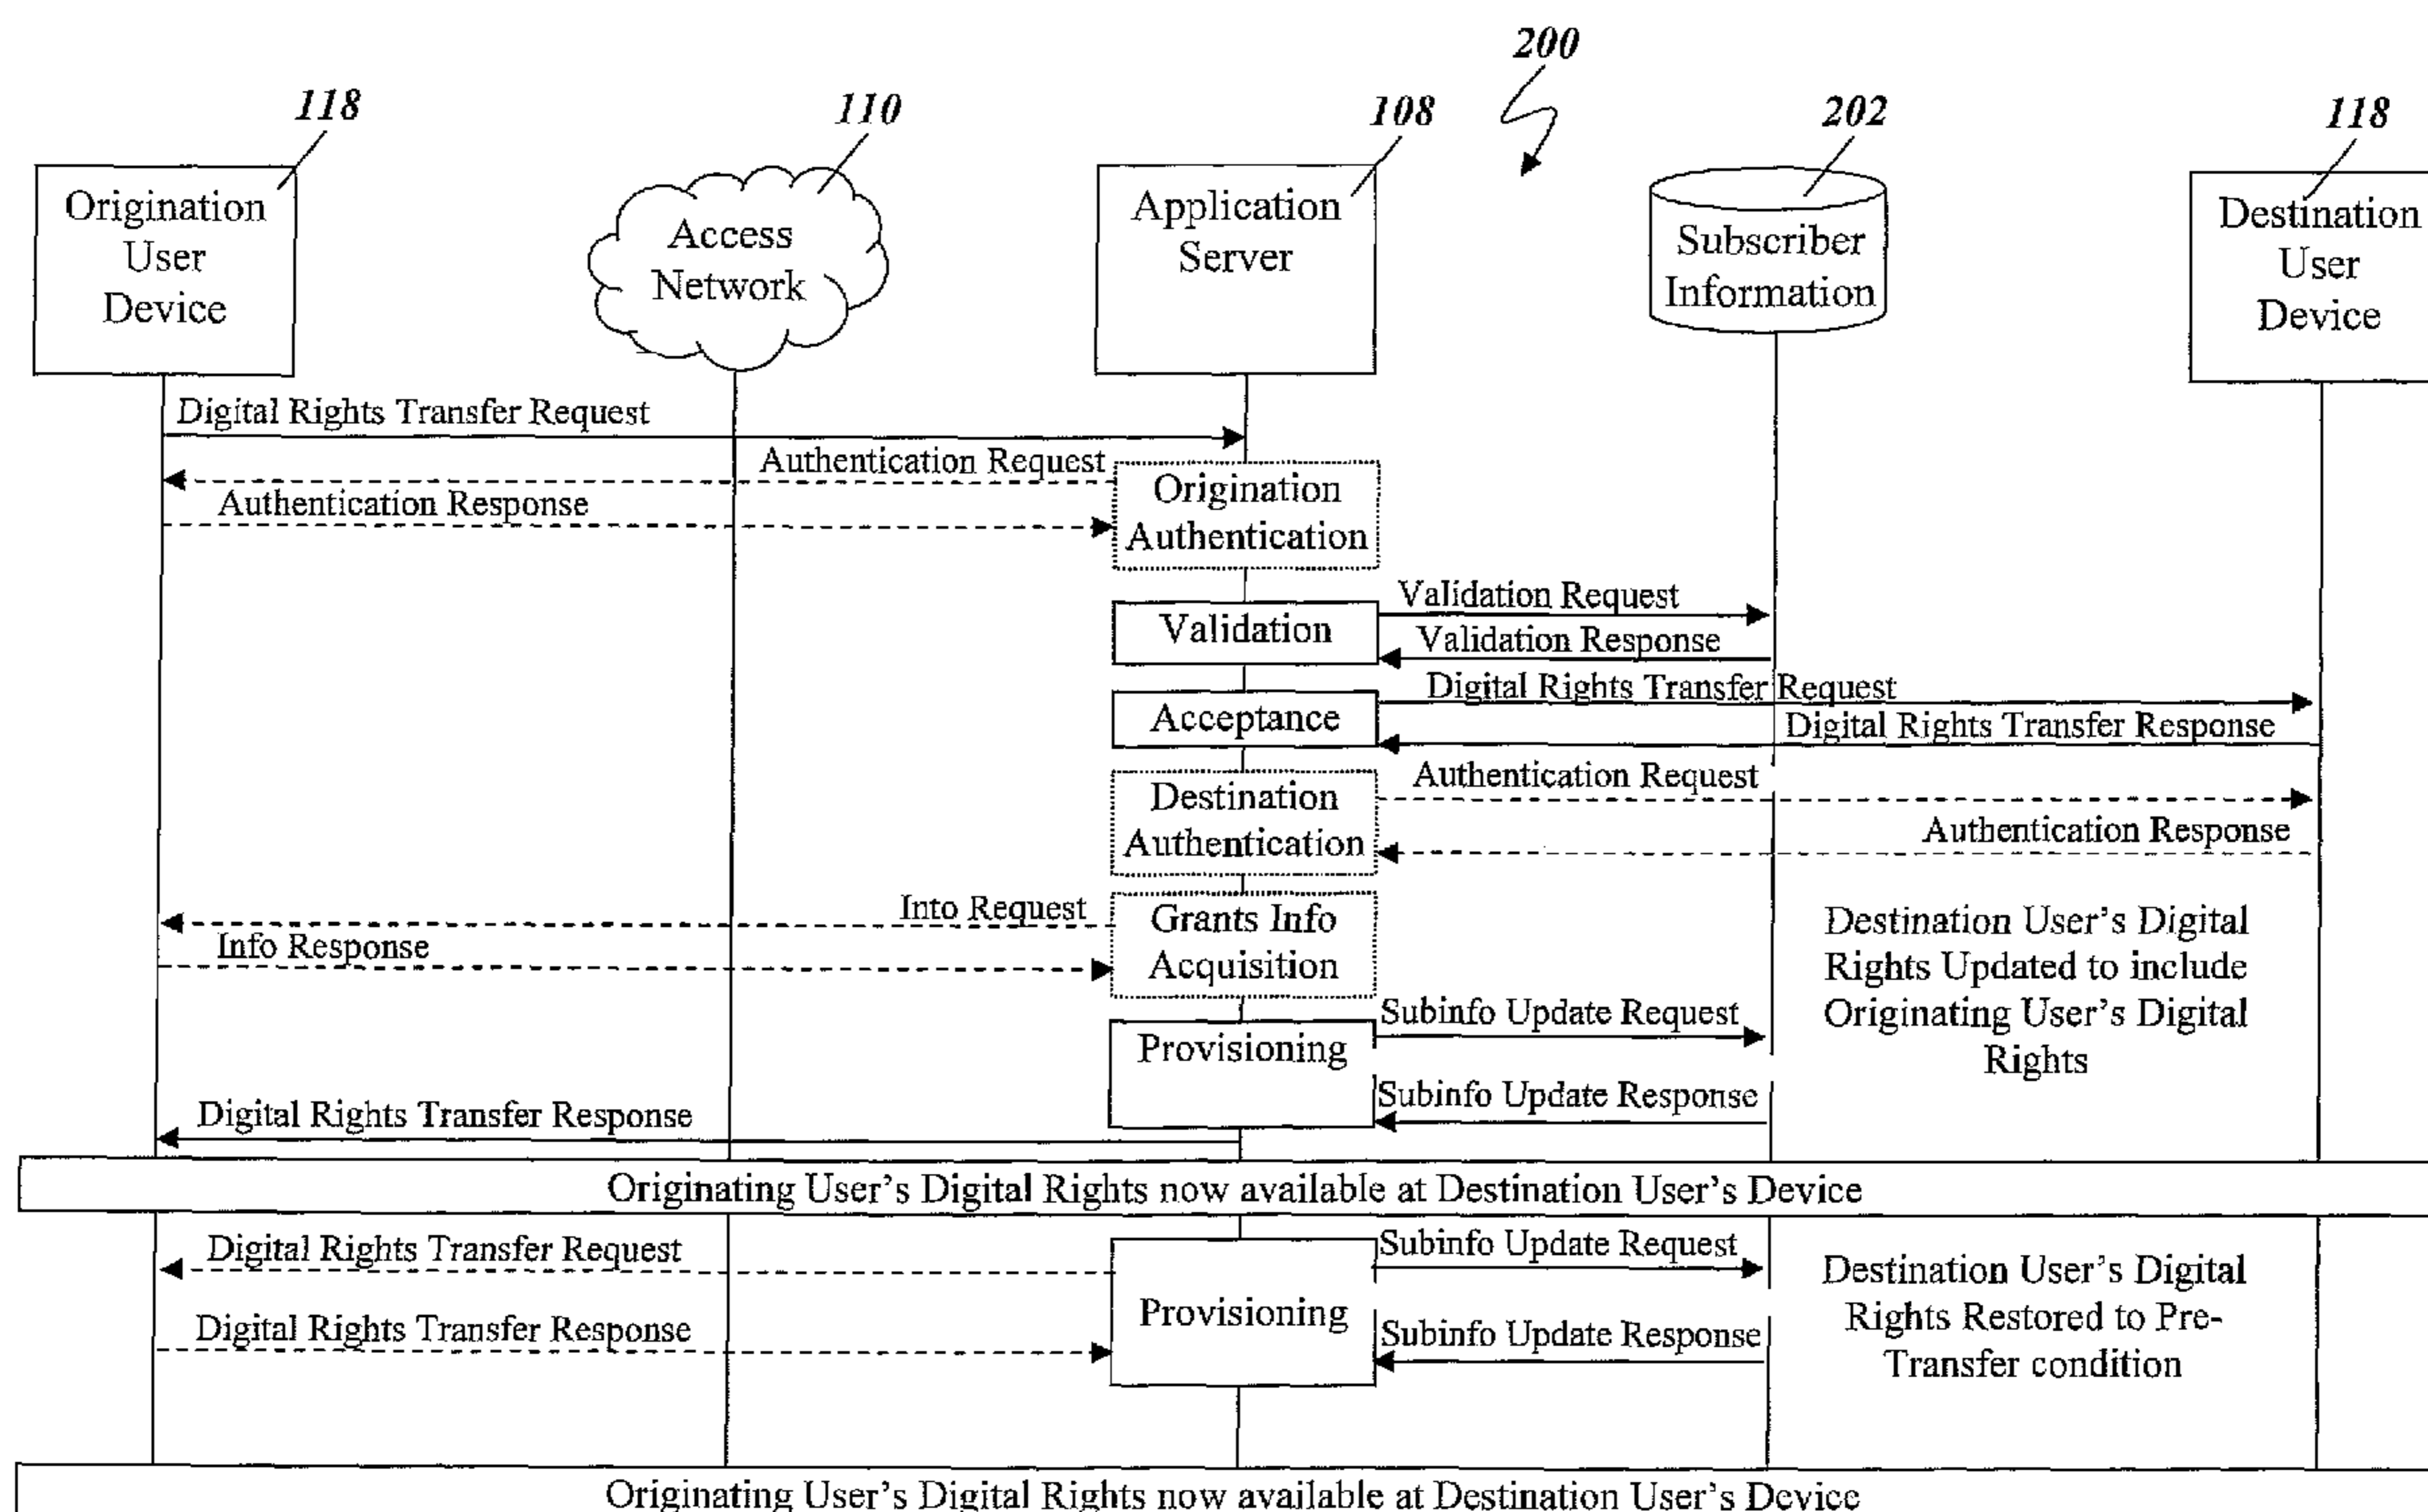 200
118
110
108
202
118
Origination
User
Device
Access
Network
Application
Server
Subscriber
Information
Destination
User
Device
Digital Rights Transfer Request
Authentication Request
Authentication Response
Origination
Authentication
Validation Request
Validation
Validation Response
Digital Rights Transfer Request
Acceptance
Digital Rights Transfer Response
Authentication Request
Destination
Authentication
Authentication Response
Into Request
Info Response
Grants Info
Acquisition
Destination User's Digital
Rights Updated to include
Originating User's Digital
Rights
Subinfo Update Request
Provisioning
Subinfo Update Response
Digital Rights Transfer Response
Originating User's Digital Rights now available at Destination User's Device
Digital Rights Transfer Request
Subinfo Update Request
Provisioning
Destination User's Digital
Rights Restored to Pre-
Transfer condition
Digital Rights Transfer Response
Subinfo Update Response
Originating User's Digital Rights now available at Destination User's Device